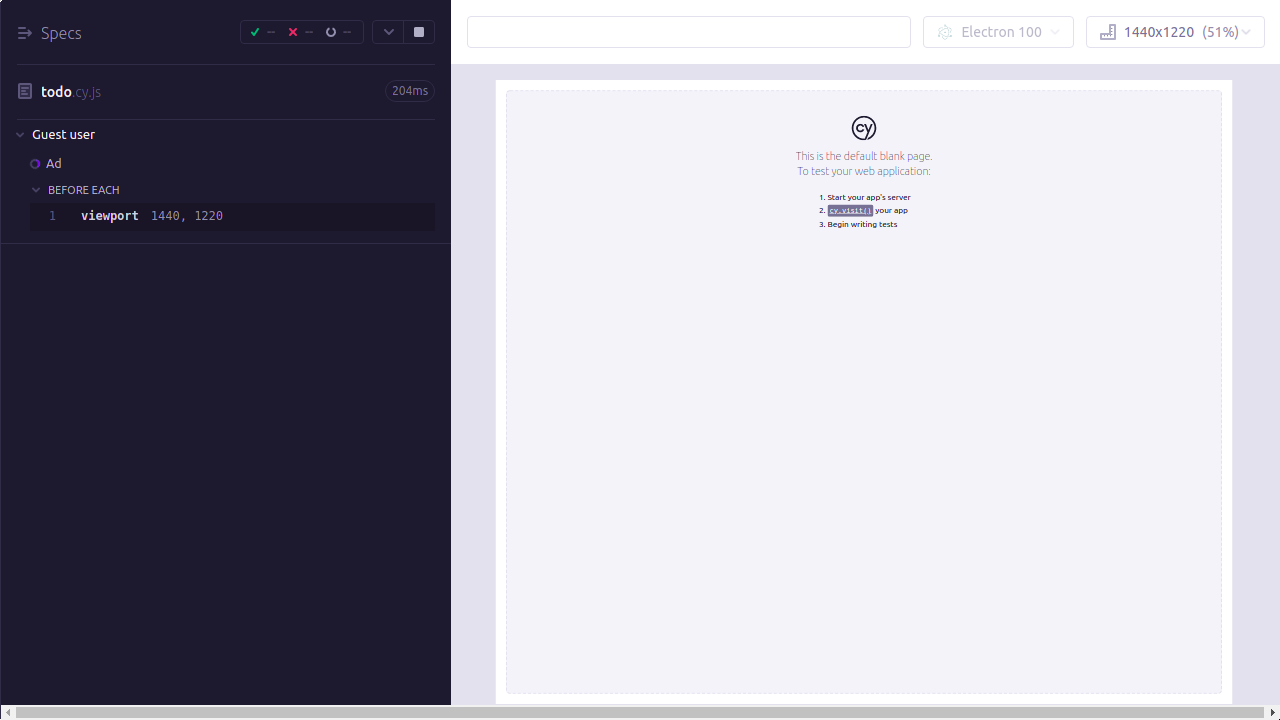 Specs
--
--
--
todo.cy.js
204ms
Guest user
Ad
BEFORE EACH
1 viewport 1440, 1220
Electron 100
1440x1220 (51%)
cy
This is the default blank page.
To test your web application:
1. Start your app's server
2. cy.visit() your app
3. Begin writing tests